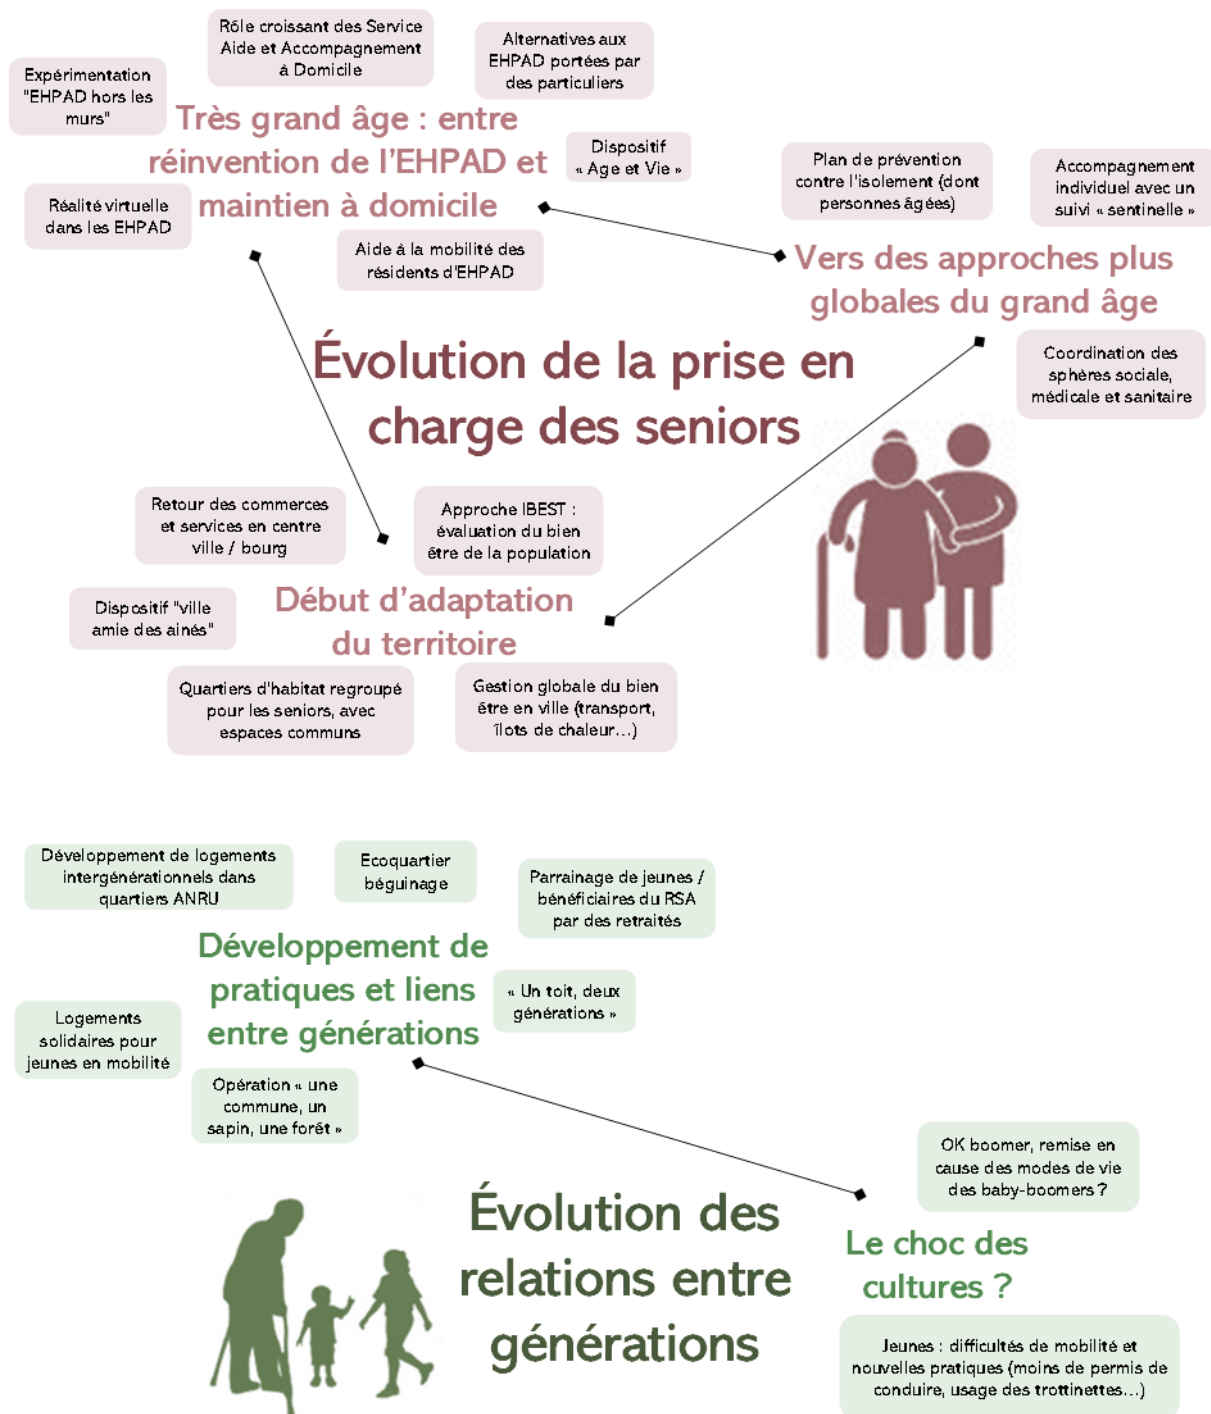 Rôle croissant des Service
Aide et Accompagnement
à Domicile
Alternatives aux
EHPAD portées par
des particuliers
Expérimentation
"EHPAD hors les
murs"
Très grand âge : entre
réinvention de l'EHPAD et
maintien à domicile
Dispositif
« Age et Vie »
Réalité virtuelle
dans les EHPAD
Aide à la mobilité des
résidents d'EHPAD
Plan de prévention
contre l'isolement (dont
personnes âgées)
Accompagnement
individuel avec un
suivi « sentinelle »
Vers des approches plus
globales du grand âge
Coordination des
sphères sociale,
médicale et sanitaire
Évolution de la prise en
charge des seniors
Retour des commerces
et services en centre
ville / bourg
Approche IBEST :
évaluation du bien
être de la population
Dispositif "ville
amie des ainés"
Début d'adaptation
du territoire
Quartiers d'habitat regroupé
pour les seniors, avec
espaces communs
Gestion globale du bien
être en ville (transport,
îlots de chaleur...)
Développement de logements
intergénérationnels dans
quartiers ANRU
Ecoquartier
béguinage
Parrainage de jeunes /
bénéficiaires du RSA
par des retraités
Développement de
pratiques et liens
entre générations
« Un toit, deux
générations »
Logements
solidaires pour
jeunes en mobilité
Opération « une
commune, un
sapin, une forêt »
OK boomer, remise en
cause des modes de vie
des baby-boomers ?
Évolution des
relations entre
générations
Le choc des
cultures ?
Jeunes : difficultés de mobilité et
nouvelles pratiques (moins de permis de
conduire, usage des trottinettes...)